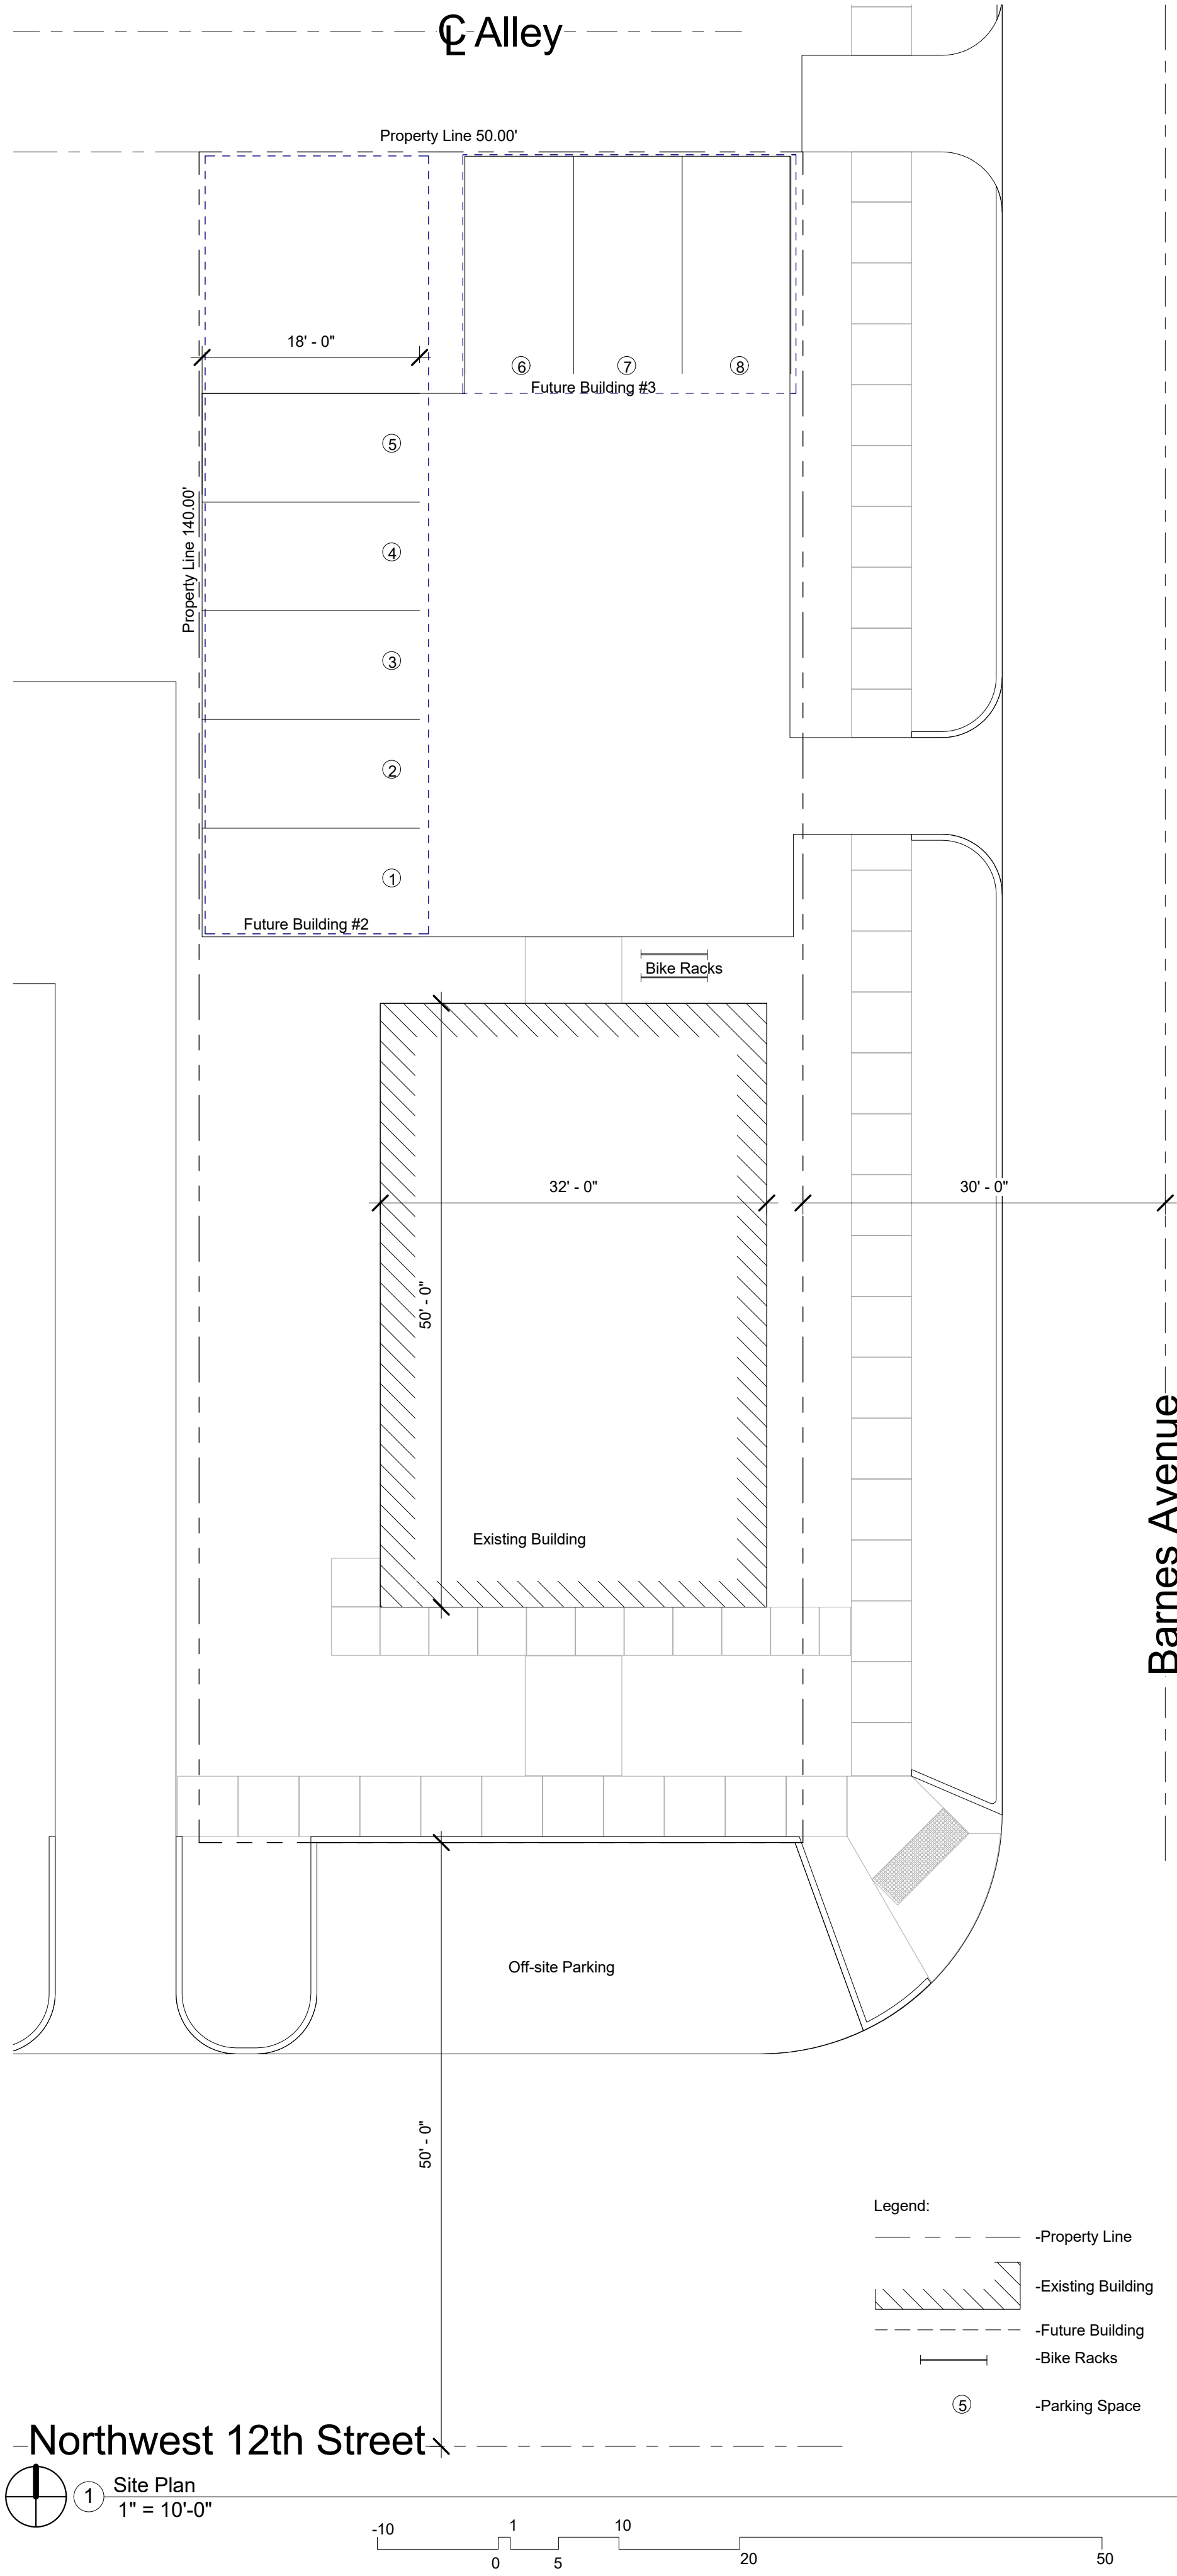 ℄ Alley
Property Line 50.00'
18' - 0"
6
7
8
Future Building #3
5
Property Line 140.00'
4
3
2
1
Future Building #2
Bike Racks
32' - 0"
30' - 0"
50' - 0"
Existing Building
Barnes Avenue
Off-site Parking
50' - 0"
Legend:
-Property Line
-Existing Building
-Future Building
-Bike Racks
5 -Parking Space
Northwest 12th Street
1 Site Plan
1" = 10'-0"
-10 1 10
0 5 20 50